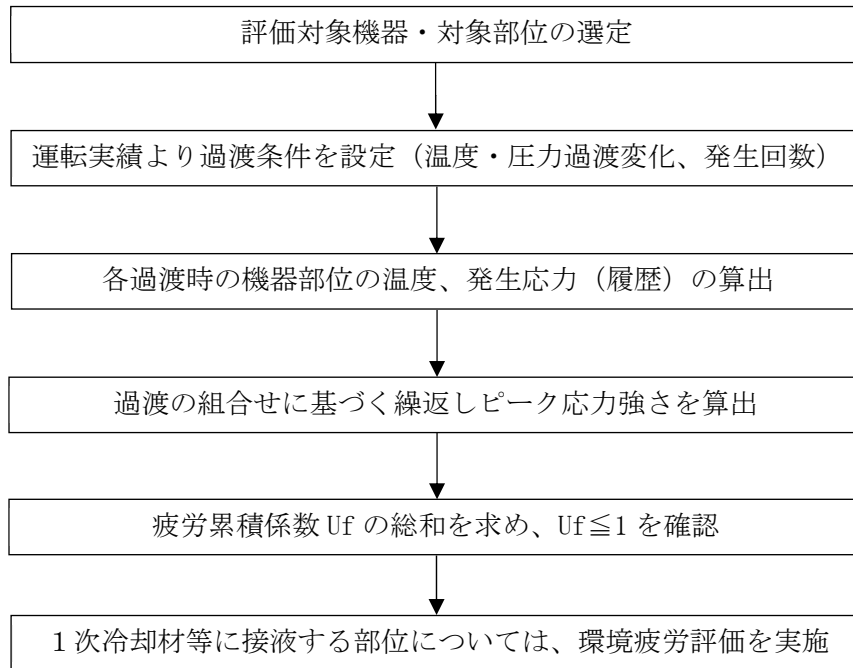 評価対象機器・対象部位の選定
運転実績より過渡条件を設定（温度・圧力過渡変化、発生回数）
各過渡時の機器部位の温度、発生応力（履歴）の算出
過渡の組合せに基づく繰返しピーク応力強さを算出
疲労累積係数 Uf の総和を求め、Uf≦1 を確認
１次冷却材等に接液する部位については、環境疲労評価を実施